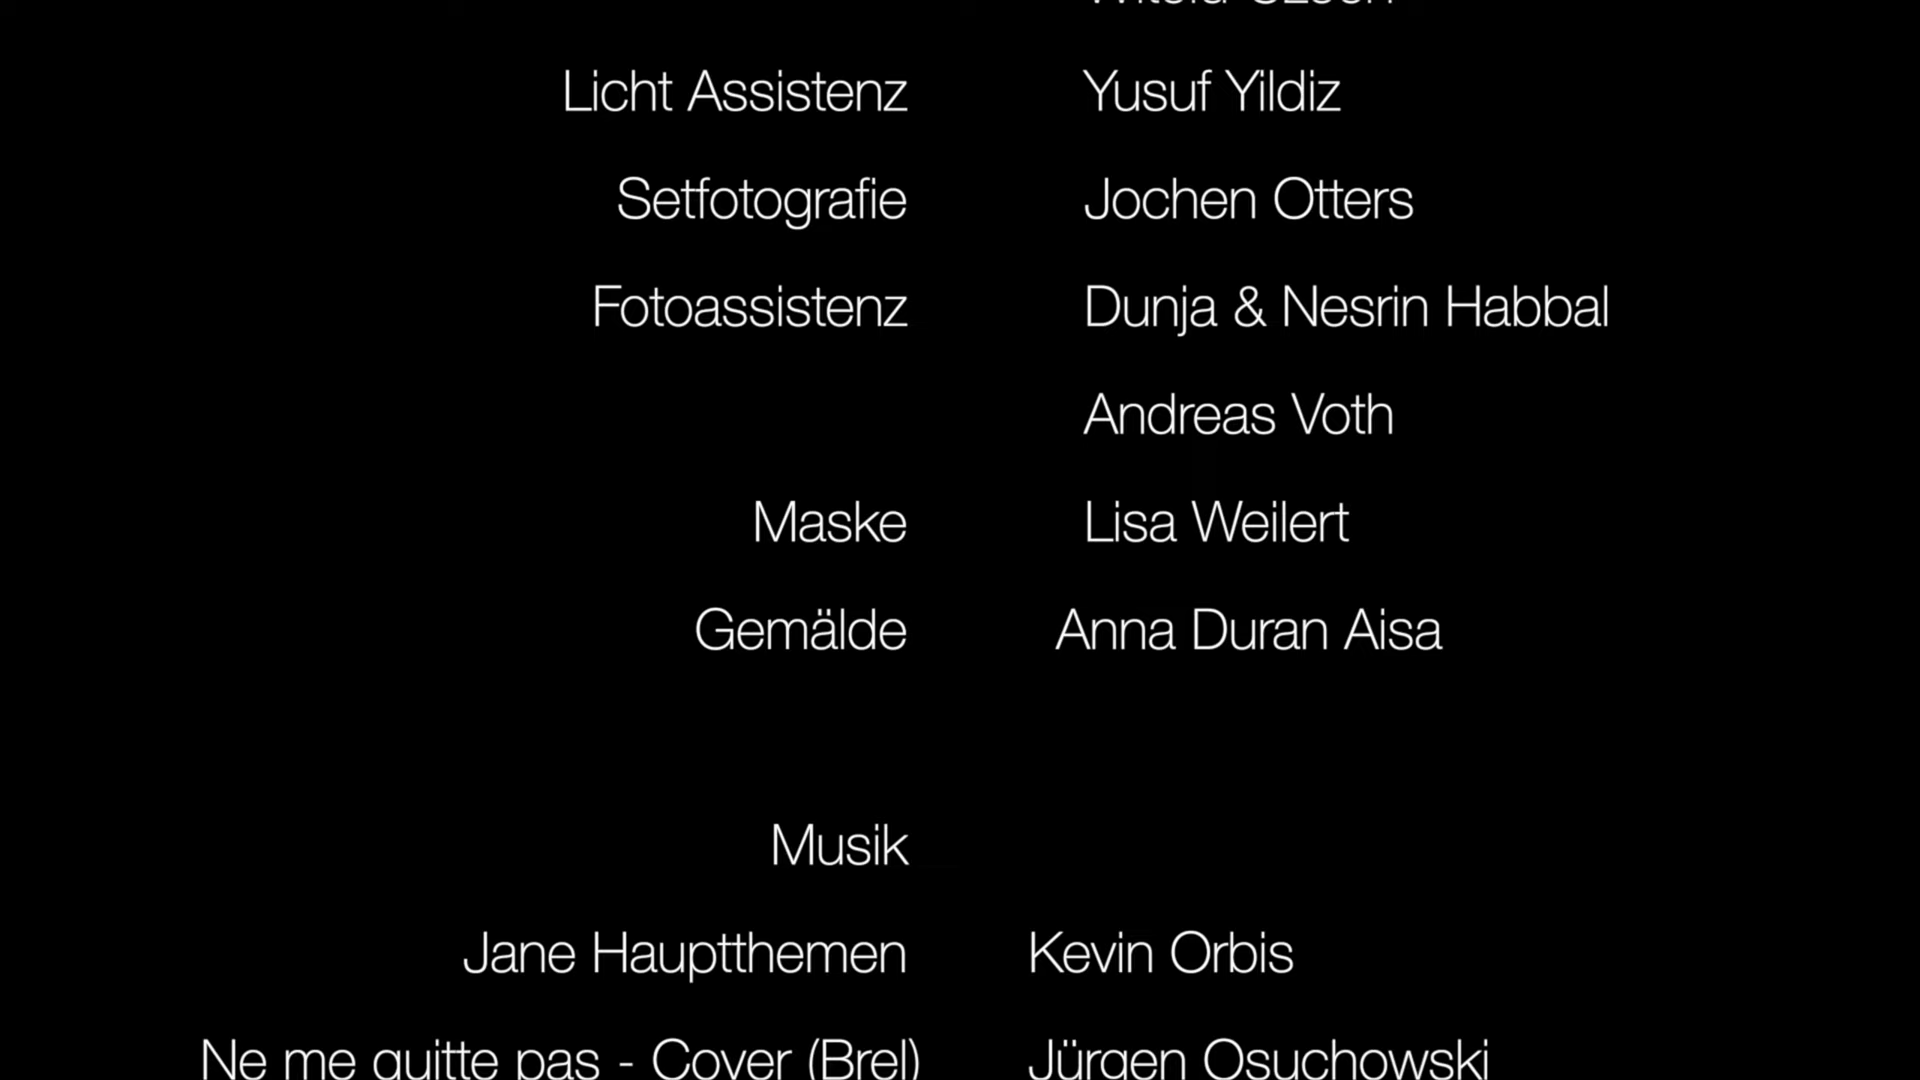 Licht Assistenz Yusuf Yildiz
Setfotografie Jochen Otters
Fotoassistenz Dunja & Nesrin Habbal
Andreas Voth
Maske Lisa Weilert
Gemälde Anna Duran Aisa
Musik
Jane Hauptthemen Kevin Orbis
Ne me quitte pas - Cover (Brel) Jürgen Osuchowski